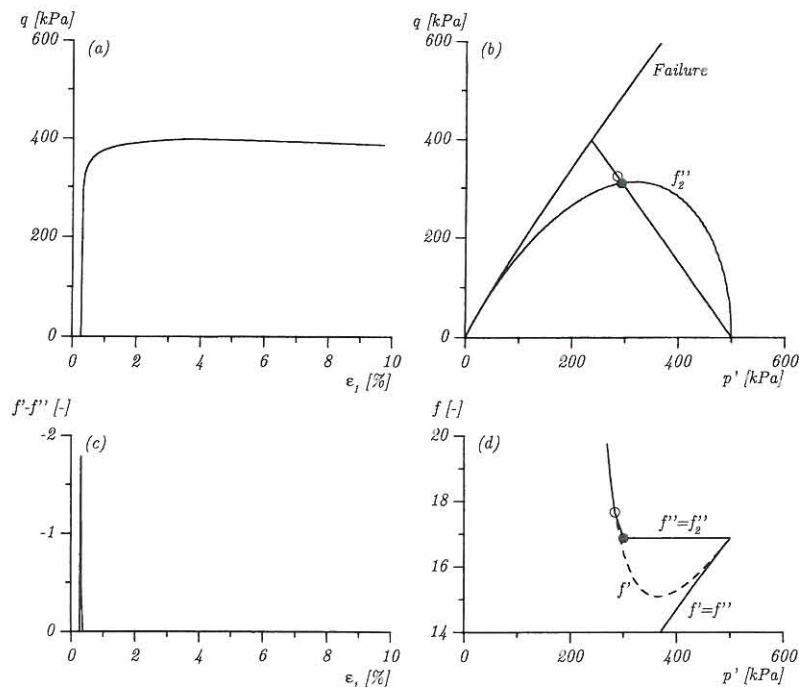 q [kPa]
600
(a)
400
200
0
0 2 4 6 8 10
ε₁ [%]
q [kPa]
600
(b)
Failure
400
f₂''
200
0
0 200 400 600
p' [kPa]
f'-f'' [-]
-2
(c)
-1
0
0 2 4 6 8 10
ε₁ [%]
f [-]
20
(d)
18
f''=f₂''
16
f'
f'=f''
14
0 200 400 600
p' [kPa]